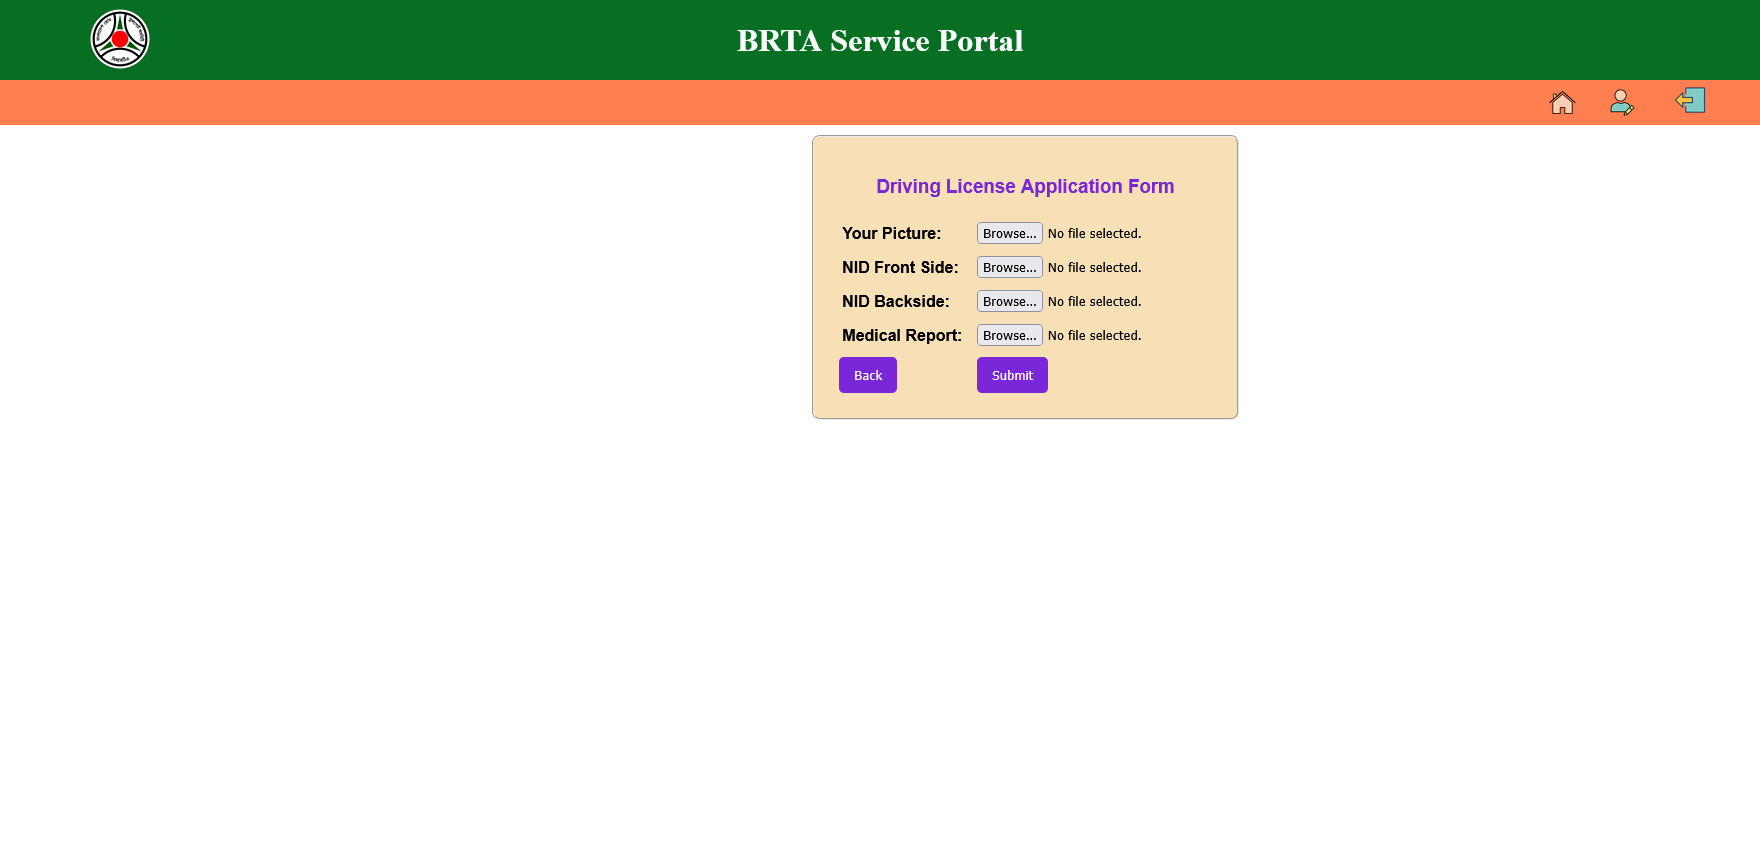 BRTA Service Portal
Driving License Application Form
Your Picture: Browse... No file selected.
NID Front Side: Browse... No file selected.
NID Backside: Browse... No file selected.
Medical Report: Browse... No file selected.
Back Submit